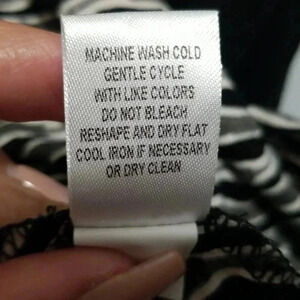 MACHINE WASH COLD
GENTLE CYCLE
WITH LIKE COLORS
DO NOT BLEACH
RESHAPE AND DRY FLAT
COOL IRON IF NECESSARY
OR DRY CLEAN